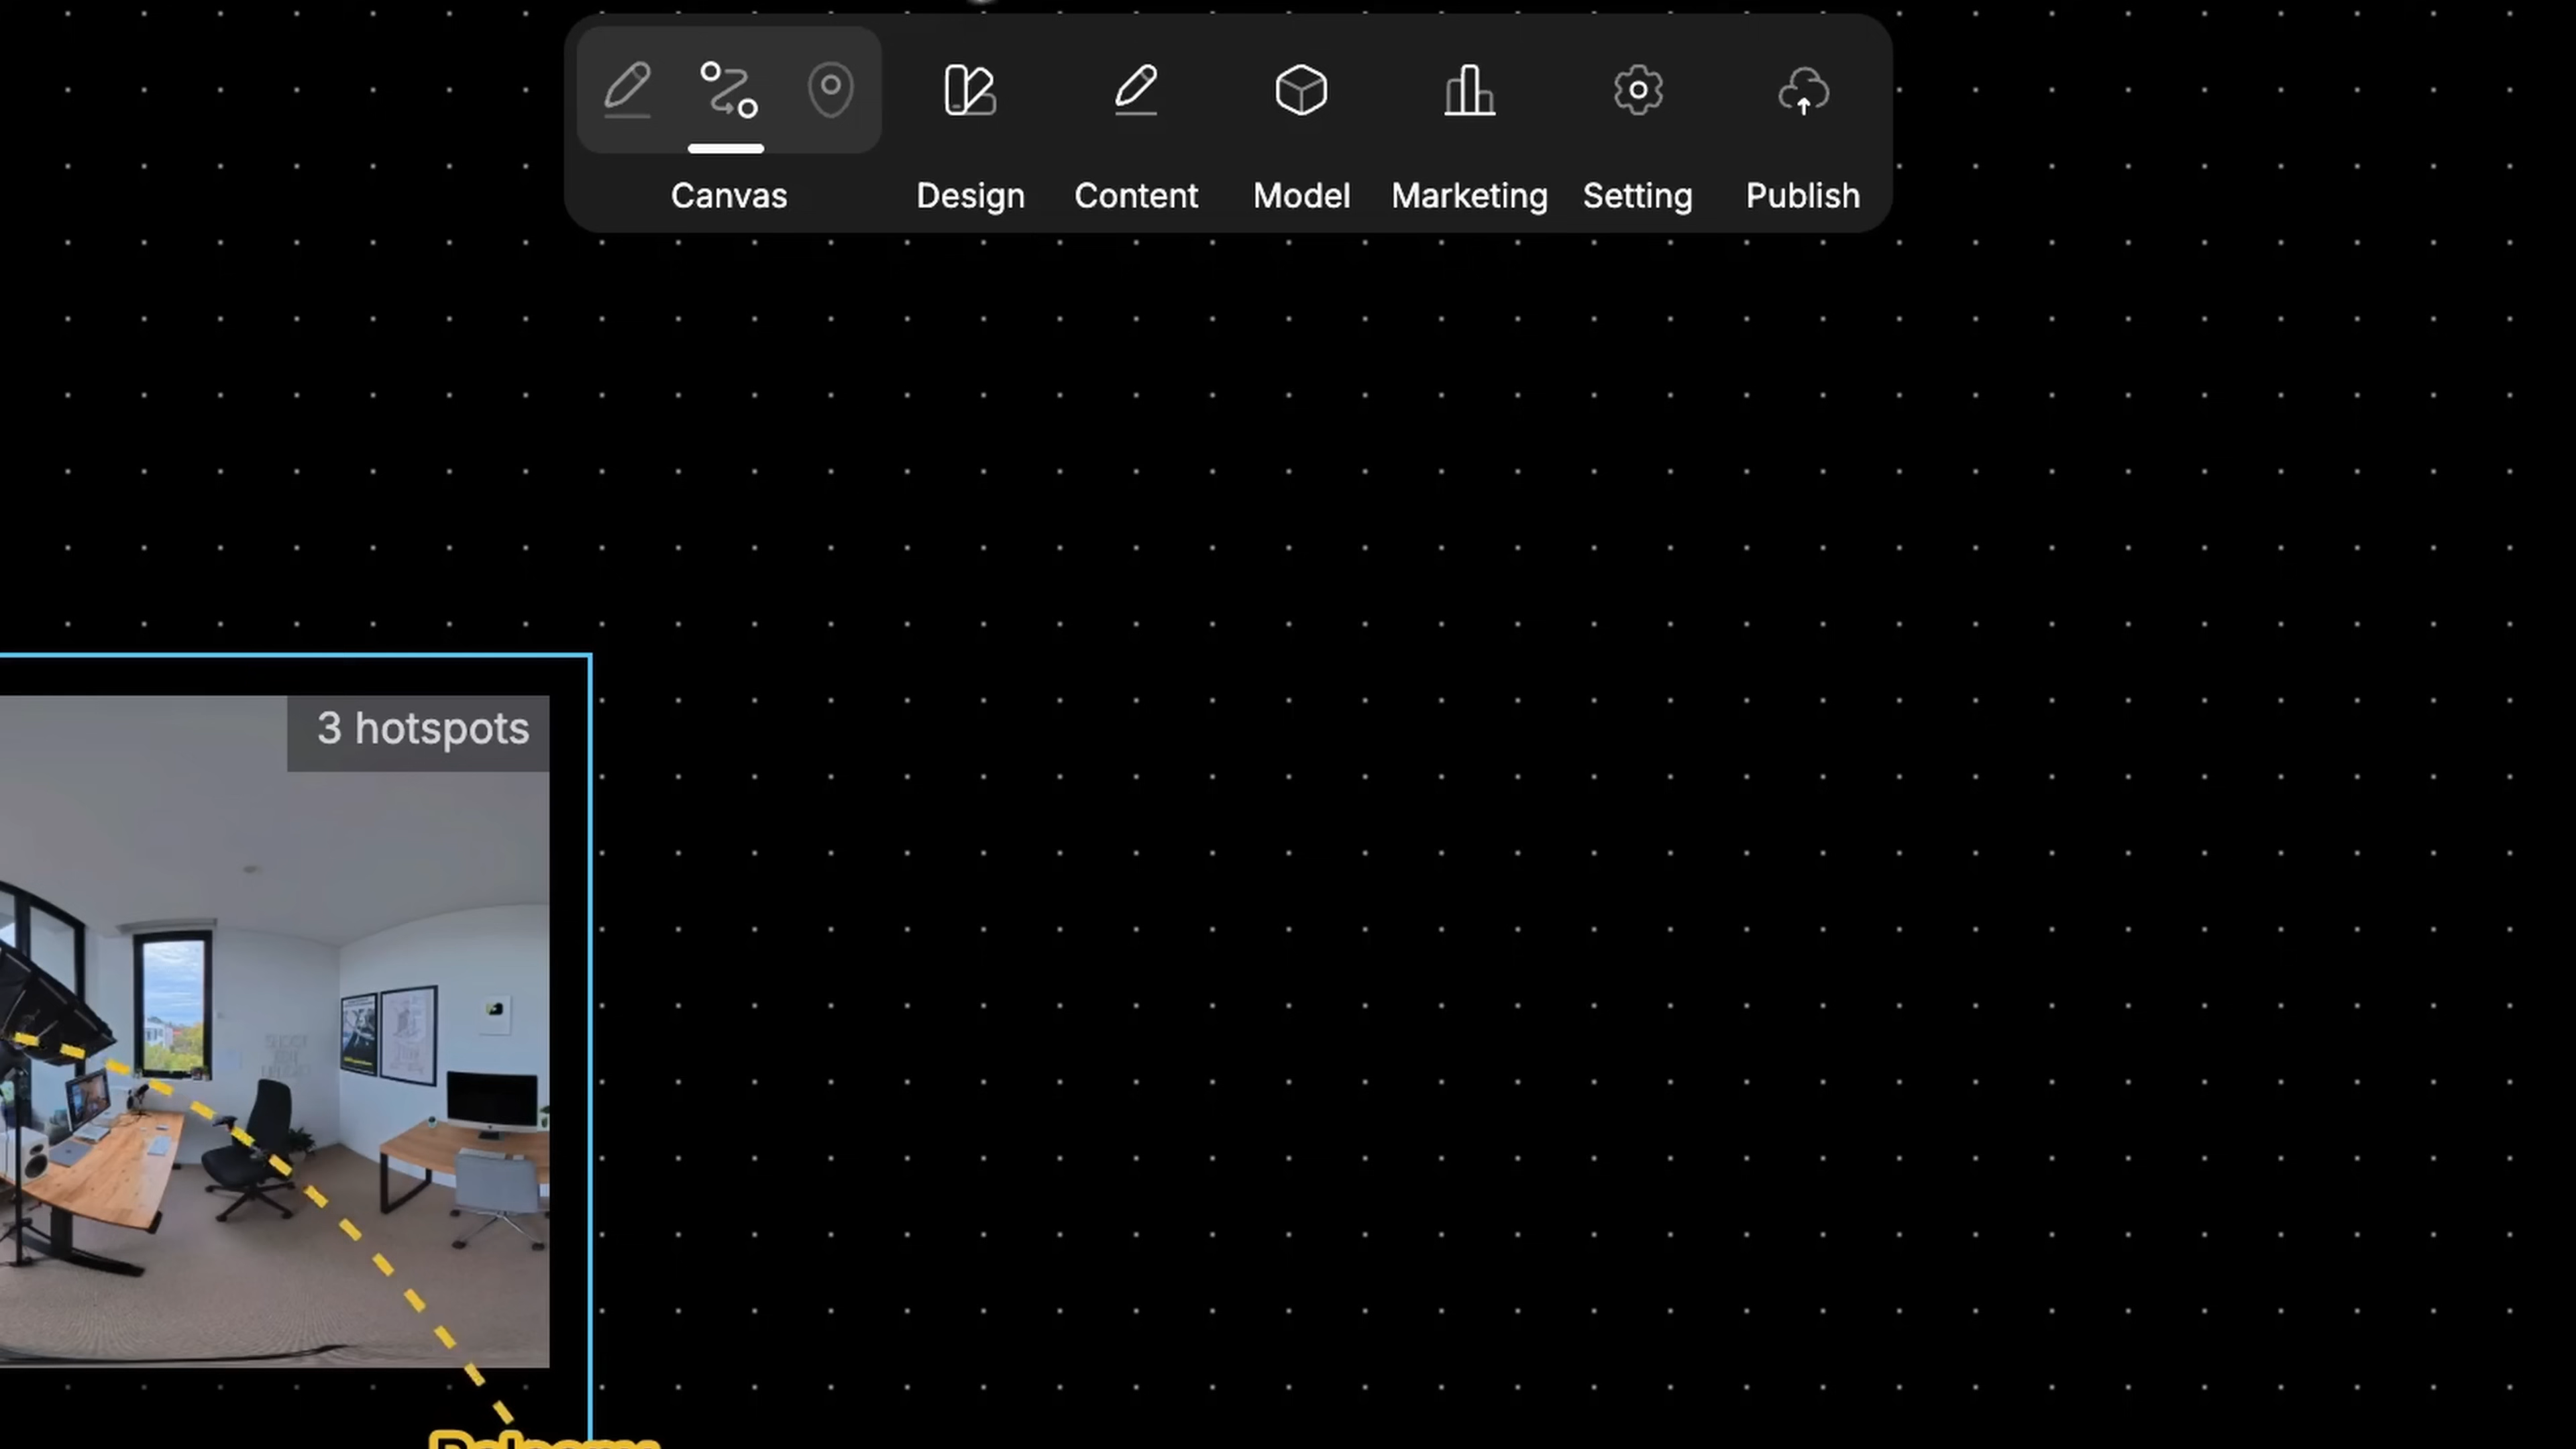 Canvas
Design
Content
Model
Marketing
Setting
Publish
3 hotspots